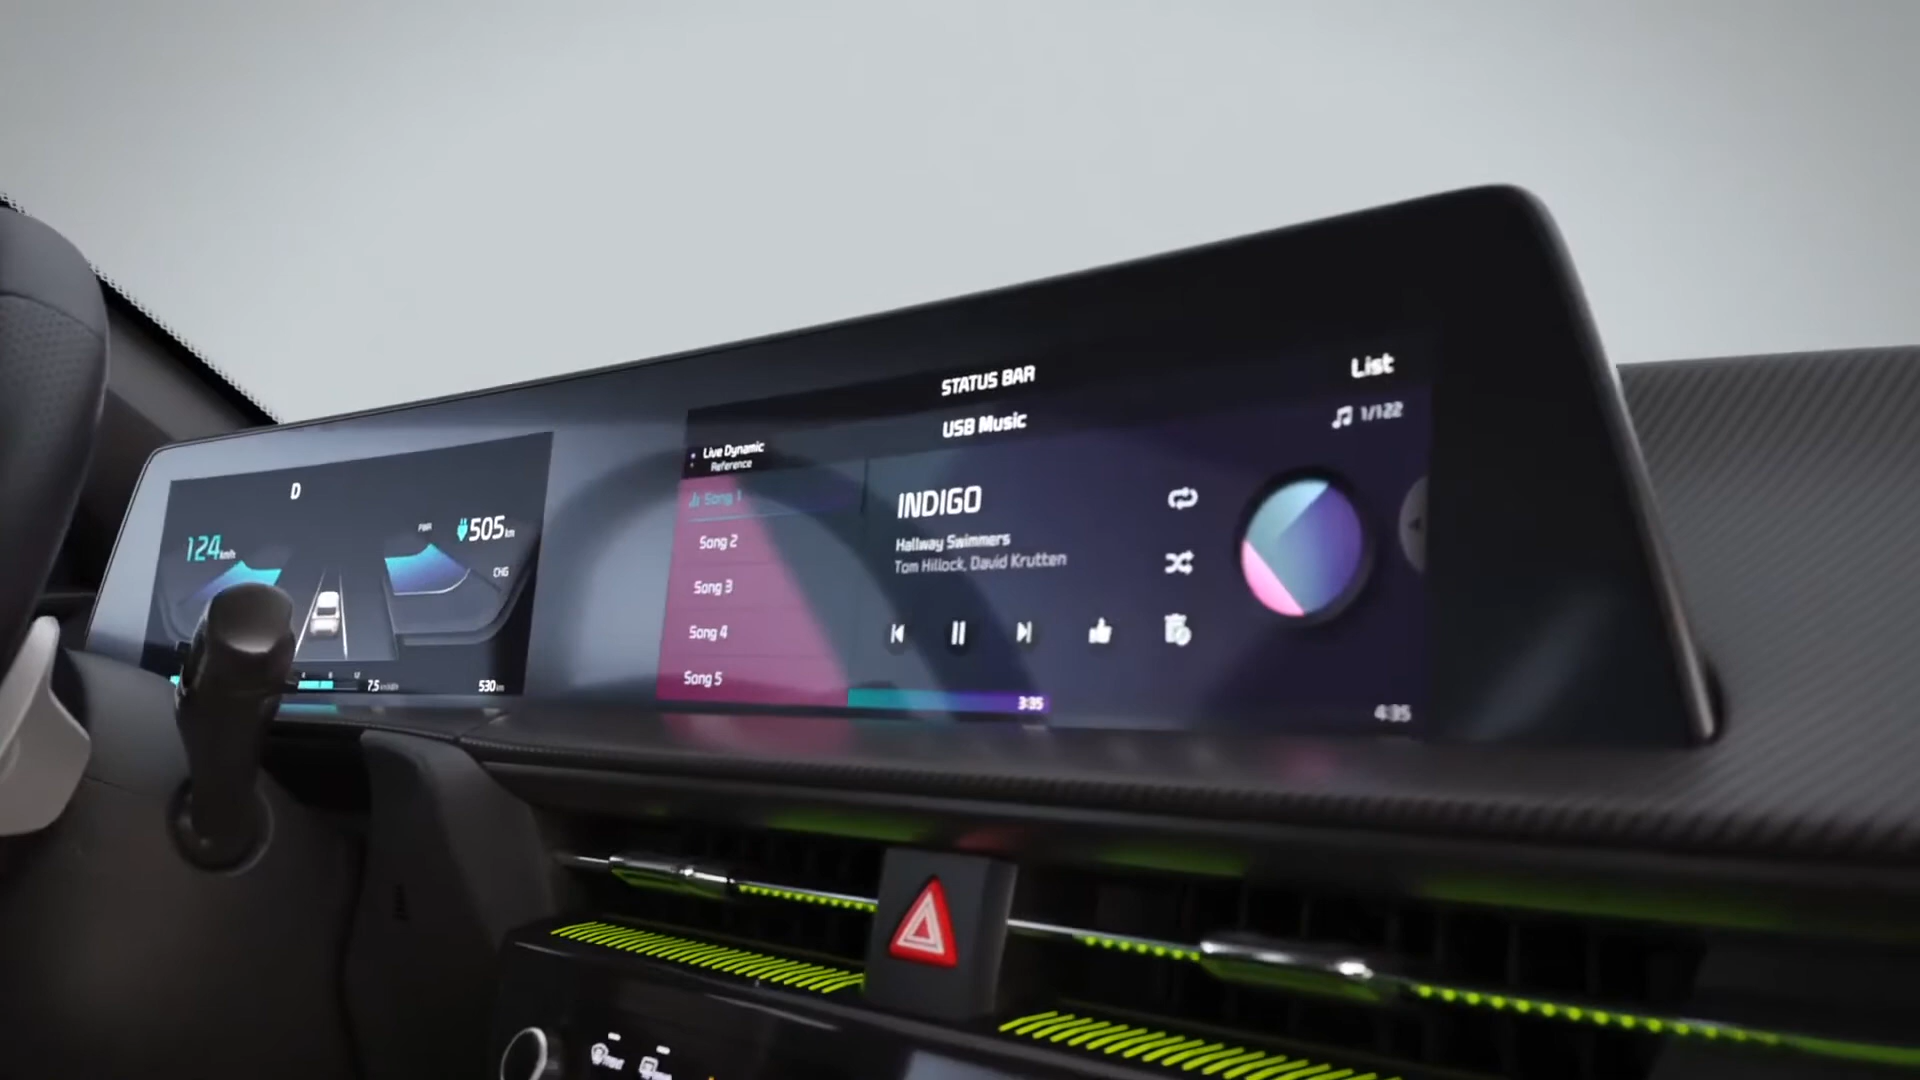 D
124 km/h
PWR
505 km
CHG
7.5
530 km
STATUS BAR
List
USB Music
1/122
Live Dynamic
Reference
Song 1
Song 2
Song 3
Song 4
Song 5
INDIGO
Hallway Swimmers
Tom Hillock, David Krutten
3:35
4:35